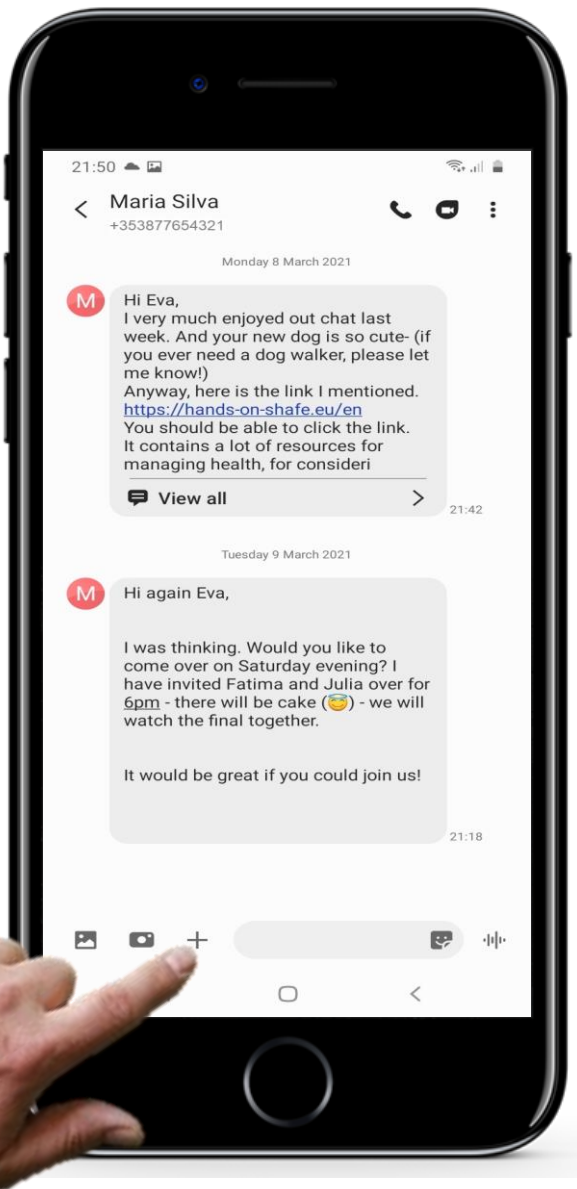 21:50
Maria Silva
+353877654321
Monday 8 March 2021
M
Hi Eva,
I very much enjoyed out chat last
week. And your new dog is so cute- (if
you ever need a dog walker, please let
me know!)
Anyway, here is the link I mentioned.
https://hands-on-shafe.eu/en
You should be able to click the link.
It contains a lot of resources for
managing health, for consideri
View all
21:42
Tuesday 9 March 2021
M
Hi again Eva,
I was thinking. Would you like to
come over on Saturday evening? I
have invited Fatima and Julia over for
6pm - there will be cake (😇) - we will
watch the final together.
It would be great if you could join us!
21:18